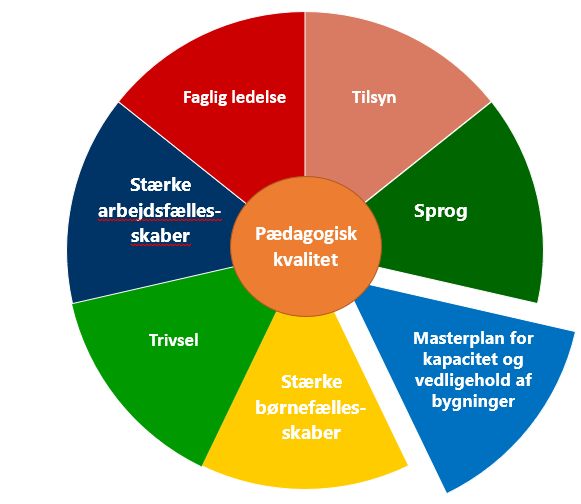 Faglig ledelse
Tilsyn
Sprog
Masterplan for
kapacitet og
vedligehold af
bygninger
Stærke
børnefælles-
skaber
Trivsel
Stærke
arbejdsfælles-
skaber
Pædagogisk
kvalitet